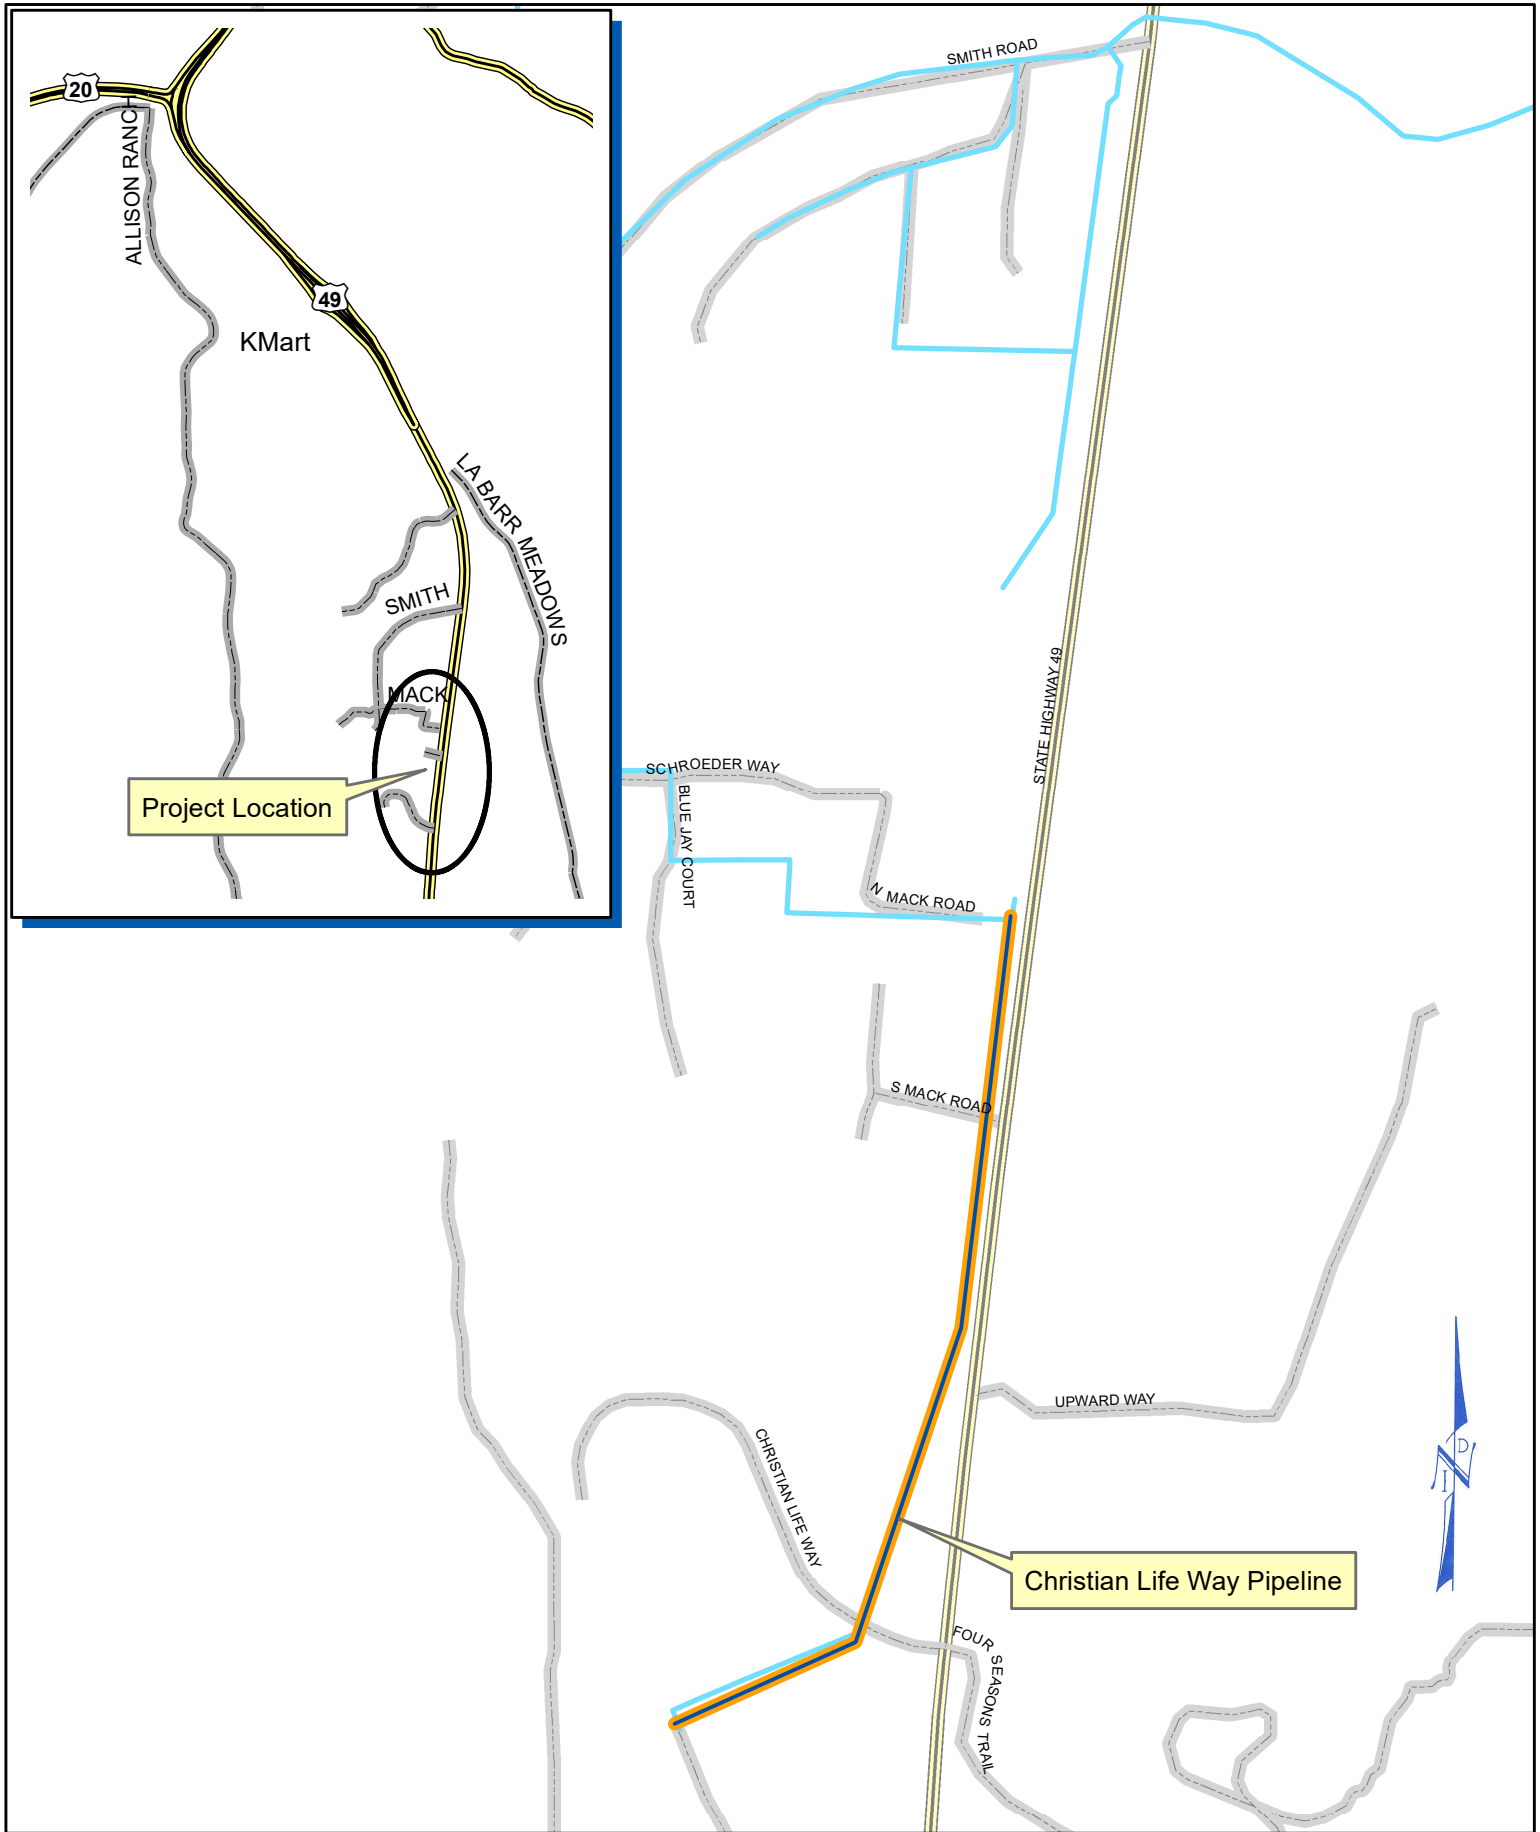 20
ALLISON RANCH
49
KMart
LA BARR MEADOWS
SMITH
MACK
Project Location
SMITH ROAD
STATE HIGHWAY 49
SCHROEDER WAY
BLUE JAY COURT
N MACK ROAD
S MACK ROAD
UPWARD WAY
CHRISTIAN LIFE WAY
N I D
Christian Life Way Pipeline
FOUR SEASONS TRAIL